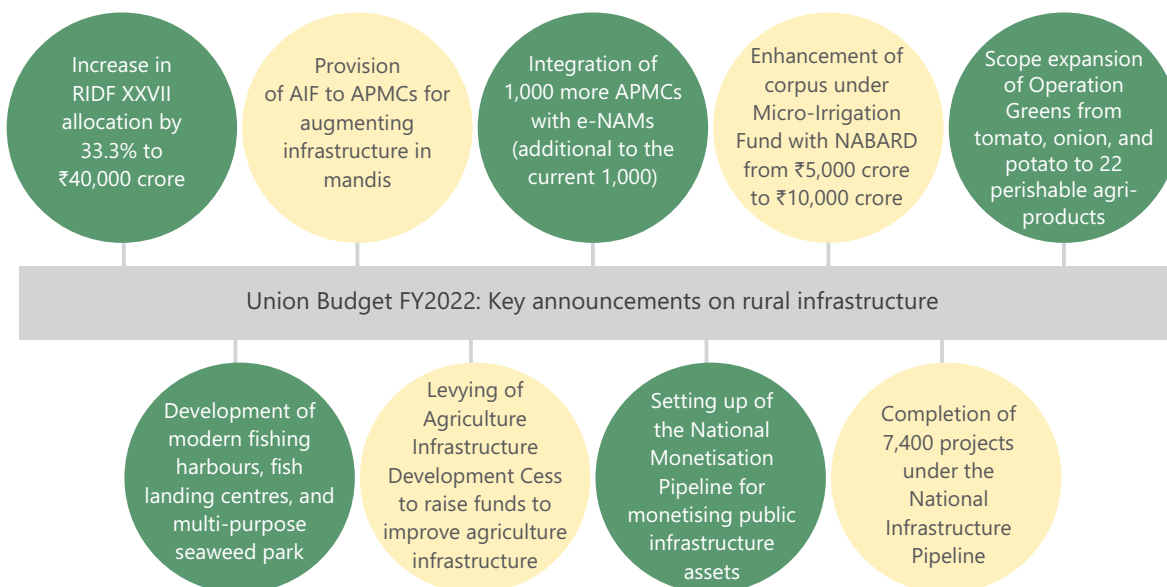 Increase in
RIDF XXVII
allocation by
33.3% to
₹40,000 crore
Provision
of AIF to APMCs for
augmenting
infrastructure in
mandis
Integration of
1,000 more APMCs
with e-NAMs
(additional to the
current 1,000)
Enhancement of
corpus under
Micro-Irrigation
Fund with NABARD
from ₹5,000 crore
to ₹10,000 crore
Scope expansion
of Operation
Greens from
tomato, onion, and
potato to 22
perishable agri-
products
Union Budget FY2022: Key announcements on rural infrastructure
Development of
modern fishing
harbours, fish
landing centres, and
multi-purpose
seaweed park
Levying of
Agriculture
Infrastructure
Development Cess
to raise funds to
improve agriculture
infrastructure
Setting up of
the National
Monetisation
Pipeline for
monetising public
infrastructure
assets
Completion of
7,400 projects
under the
National
Infrastructure
Pipeline